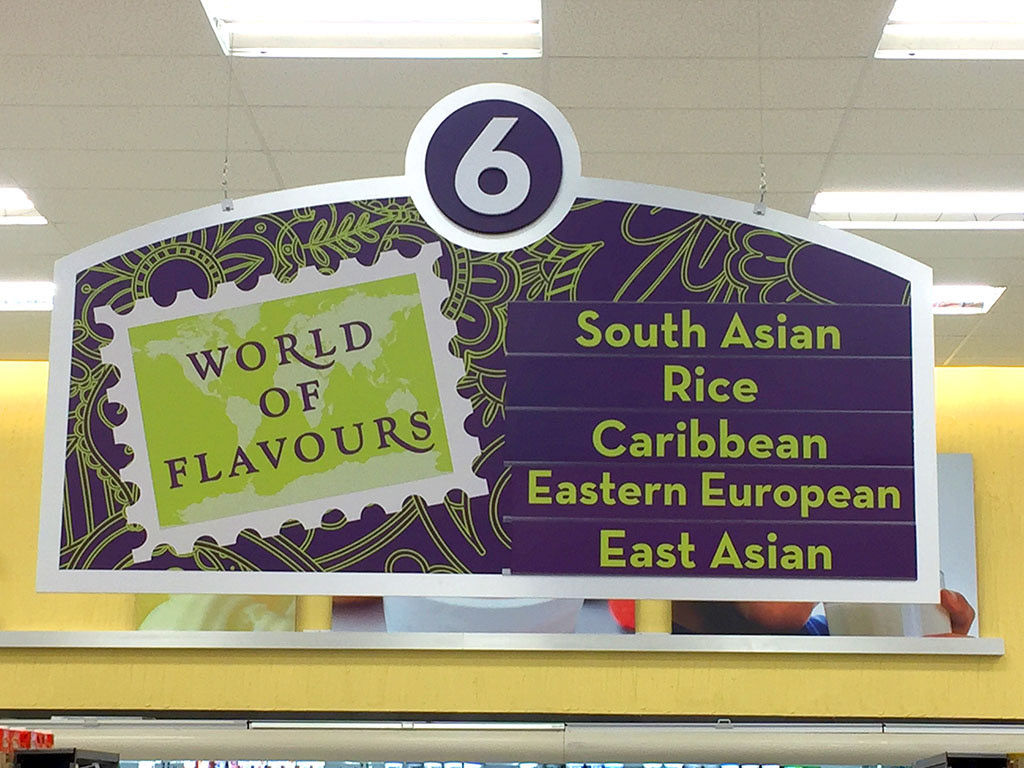 6
WORLD
OF
FLAVOURS
South Asian
Rice
Caribbean
Eastern European
East Asian